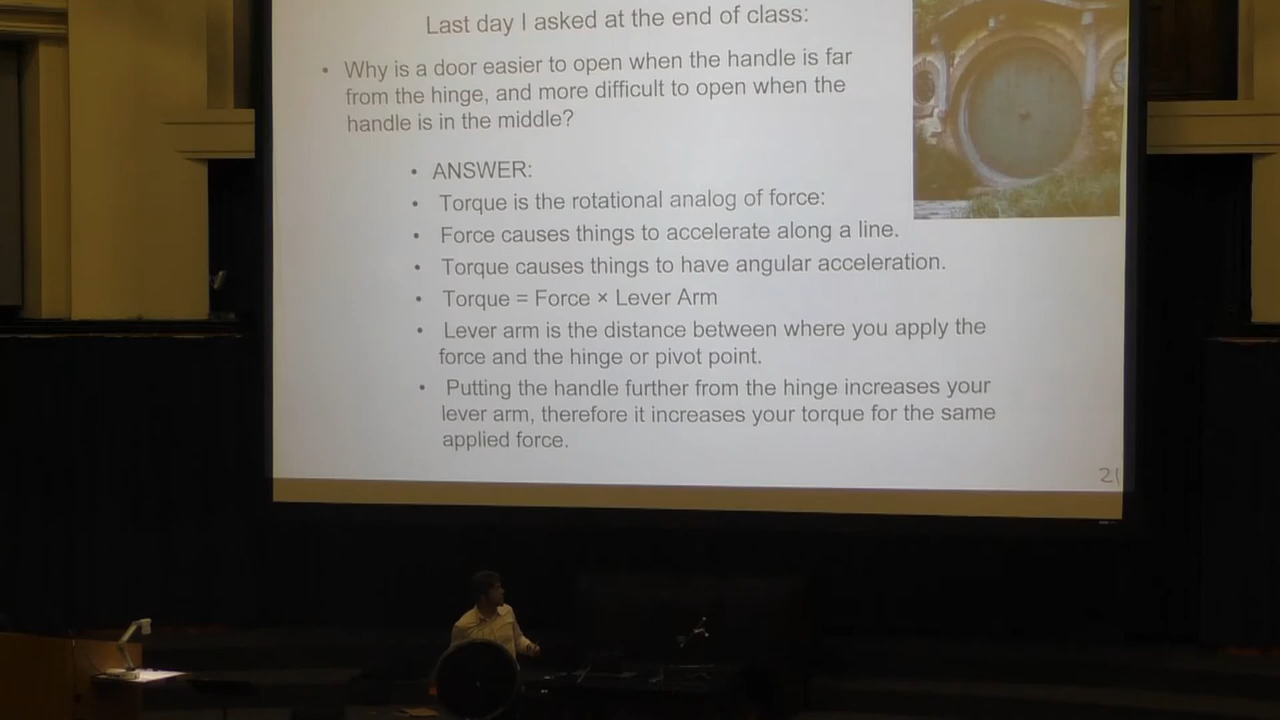 Last day I asked at the end of class:
• Why is a door easier to open when the handle is far
from the hinge, and more difficult to open when the
handle is in the middle?
• ANSWER:
• Torque is the rotational analog of force:
• Force causes things to accelerate along a line.
• Torque causes things to have angular acceleration.
• Torque = Force × Lever Arm
• Lever arm is the distance between where you apply the
force and the hinge or pivot point.
• Putting the handle further from the hinge increases your
lever arm, therefore it increases your torque for the same
applied force.
21